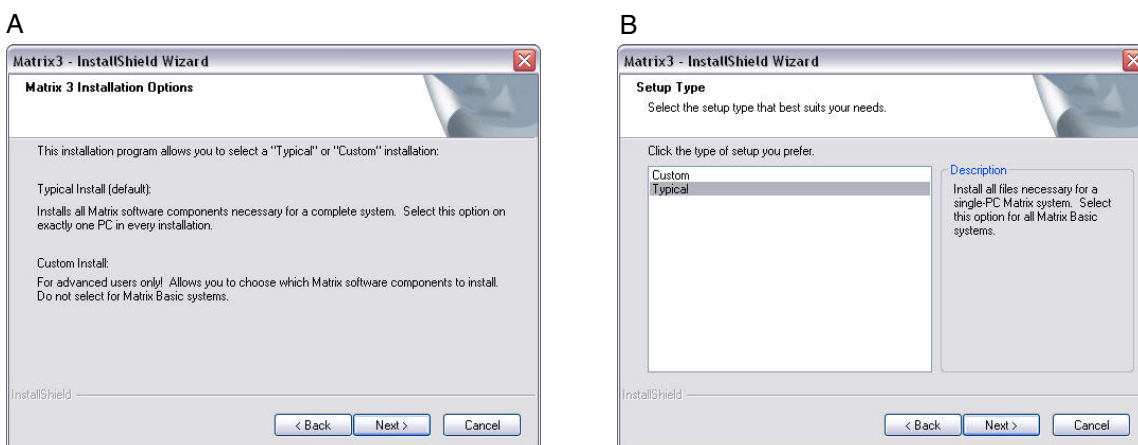 A
Matrix3 - InstallShield Wizard
Matrix 3 Installation Options
This installation program allows you to select a "Typical" or "Custom" installation:
Typical Install (default):
Installs all Matrix software components necessary for a complete system. Select this option on
exactly one PC in every installation.
Custom Install:
For advanced users only! Allows you to choose which Matrix software components to install.
Do not select for Matrix Basic systems.
InstallShield
< Back
Next >
Cancel
B
Matrix3 - InstallShield Wizard
Setup Type
Select the setup type that best suits your needs.
Click the type of setup you prefer.
Custom
Typical
Description
Install all files necessary for a
single-PC Matrix system. Select
this option for all Matrix Basic
systems.
InstallShield
< Back
Next >
Cancel